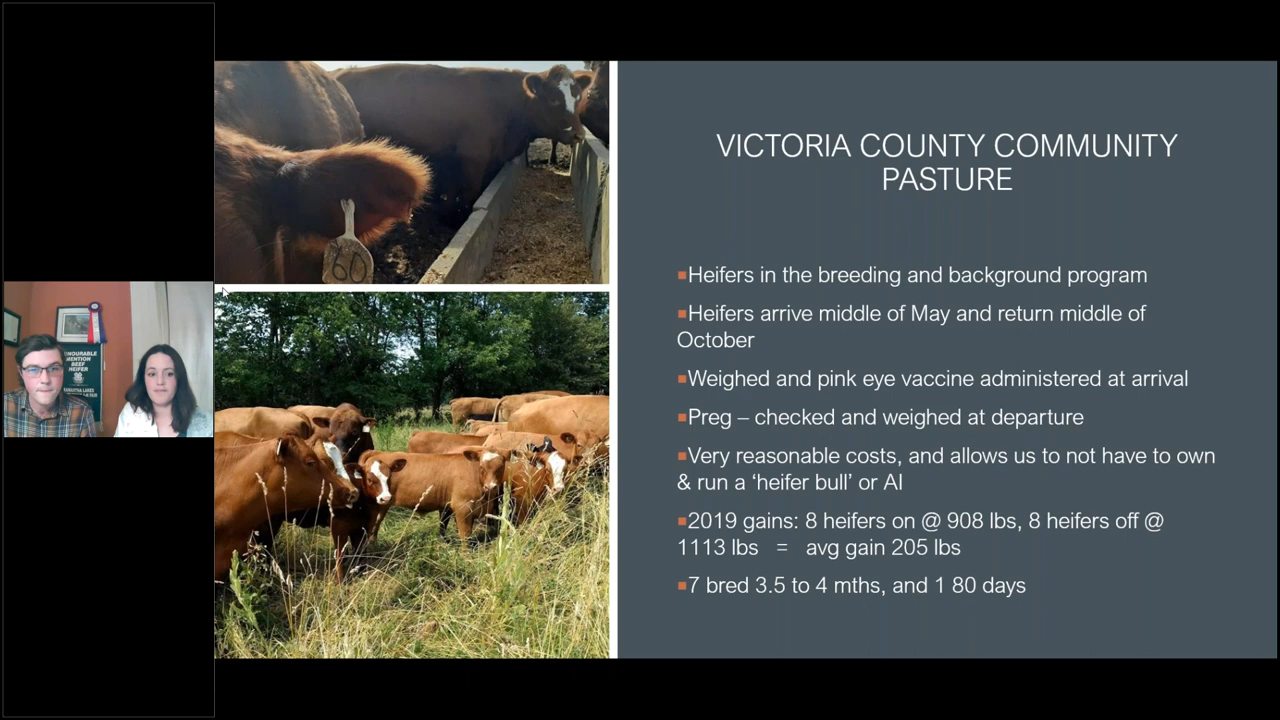 VICTORIA COUNTY COMMUNITY
PASTURE
▪Heifers in the breeding and background program
▪Heifers arrive middle of May and return middle of
October
▪Weighed and pink eye vaccine administered at arrival
▪Preg – checked and weighed at departure
▪Very reasonable costs, and allows us to not have to own
& run a ‘heifer bull’ or AI
▪2019 gains: 8 heifers on @ 908 lbs, 8 heifers off @
1113 lbs = avg gain 205 lbs
▪7 bred 3.5 to 4 mths, and 1 80 days
60
MENTION
BEEF
HEIFER